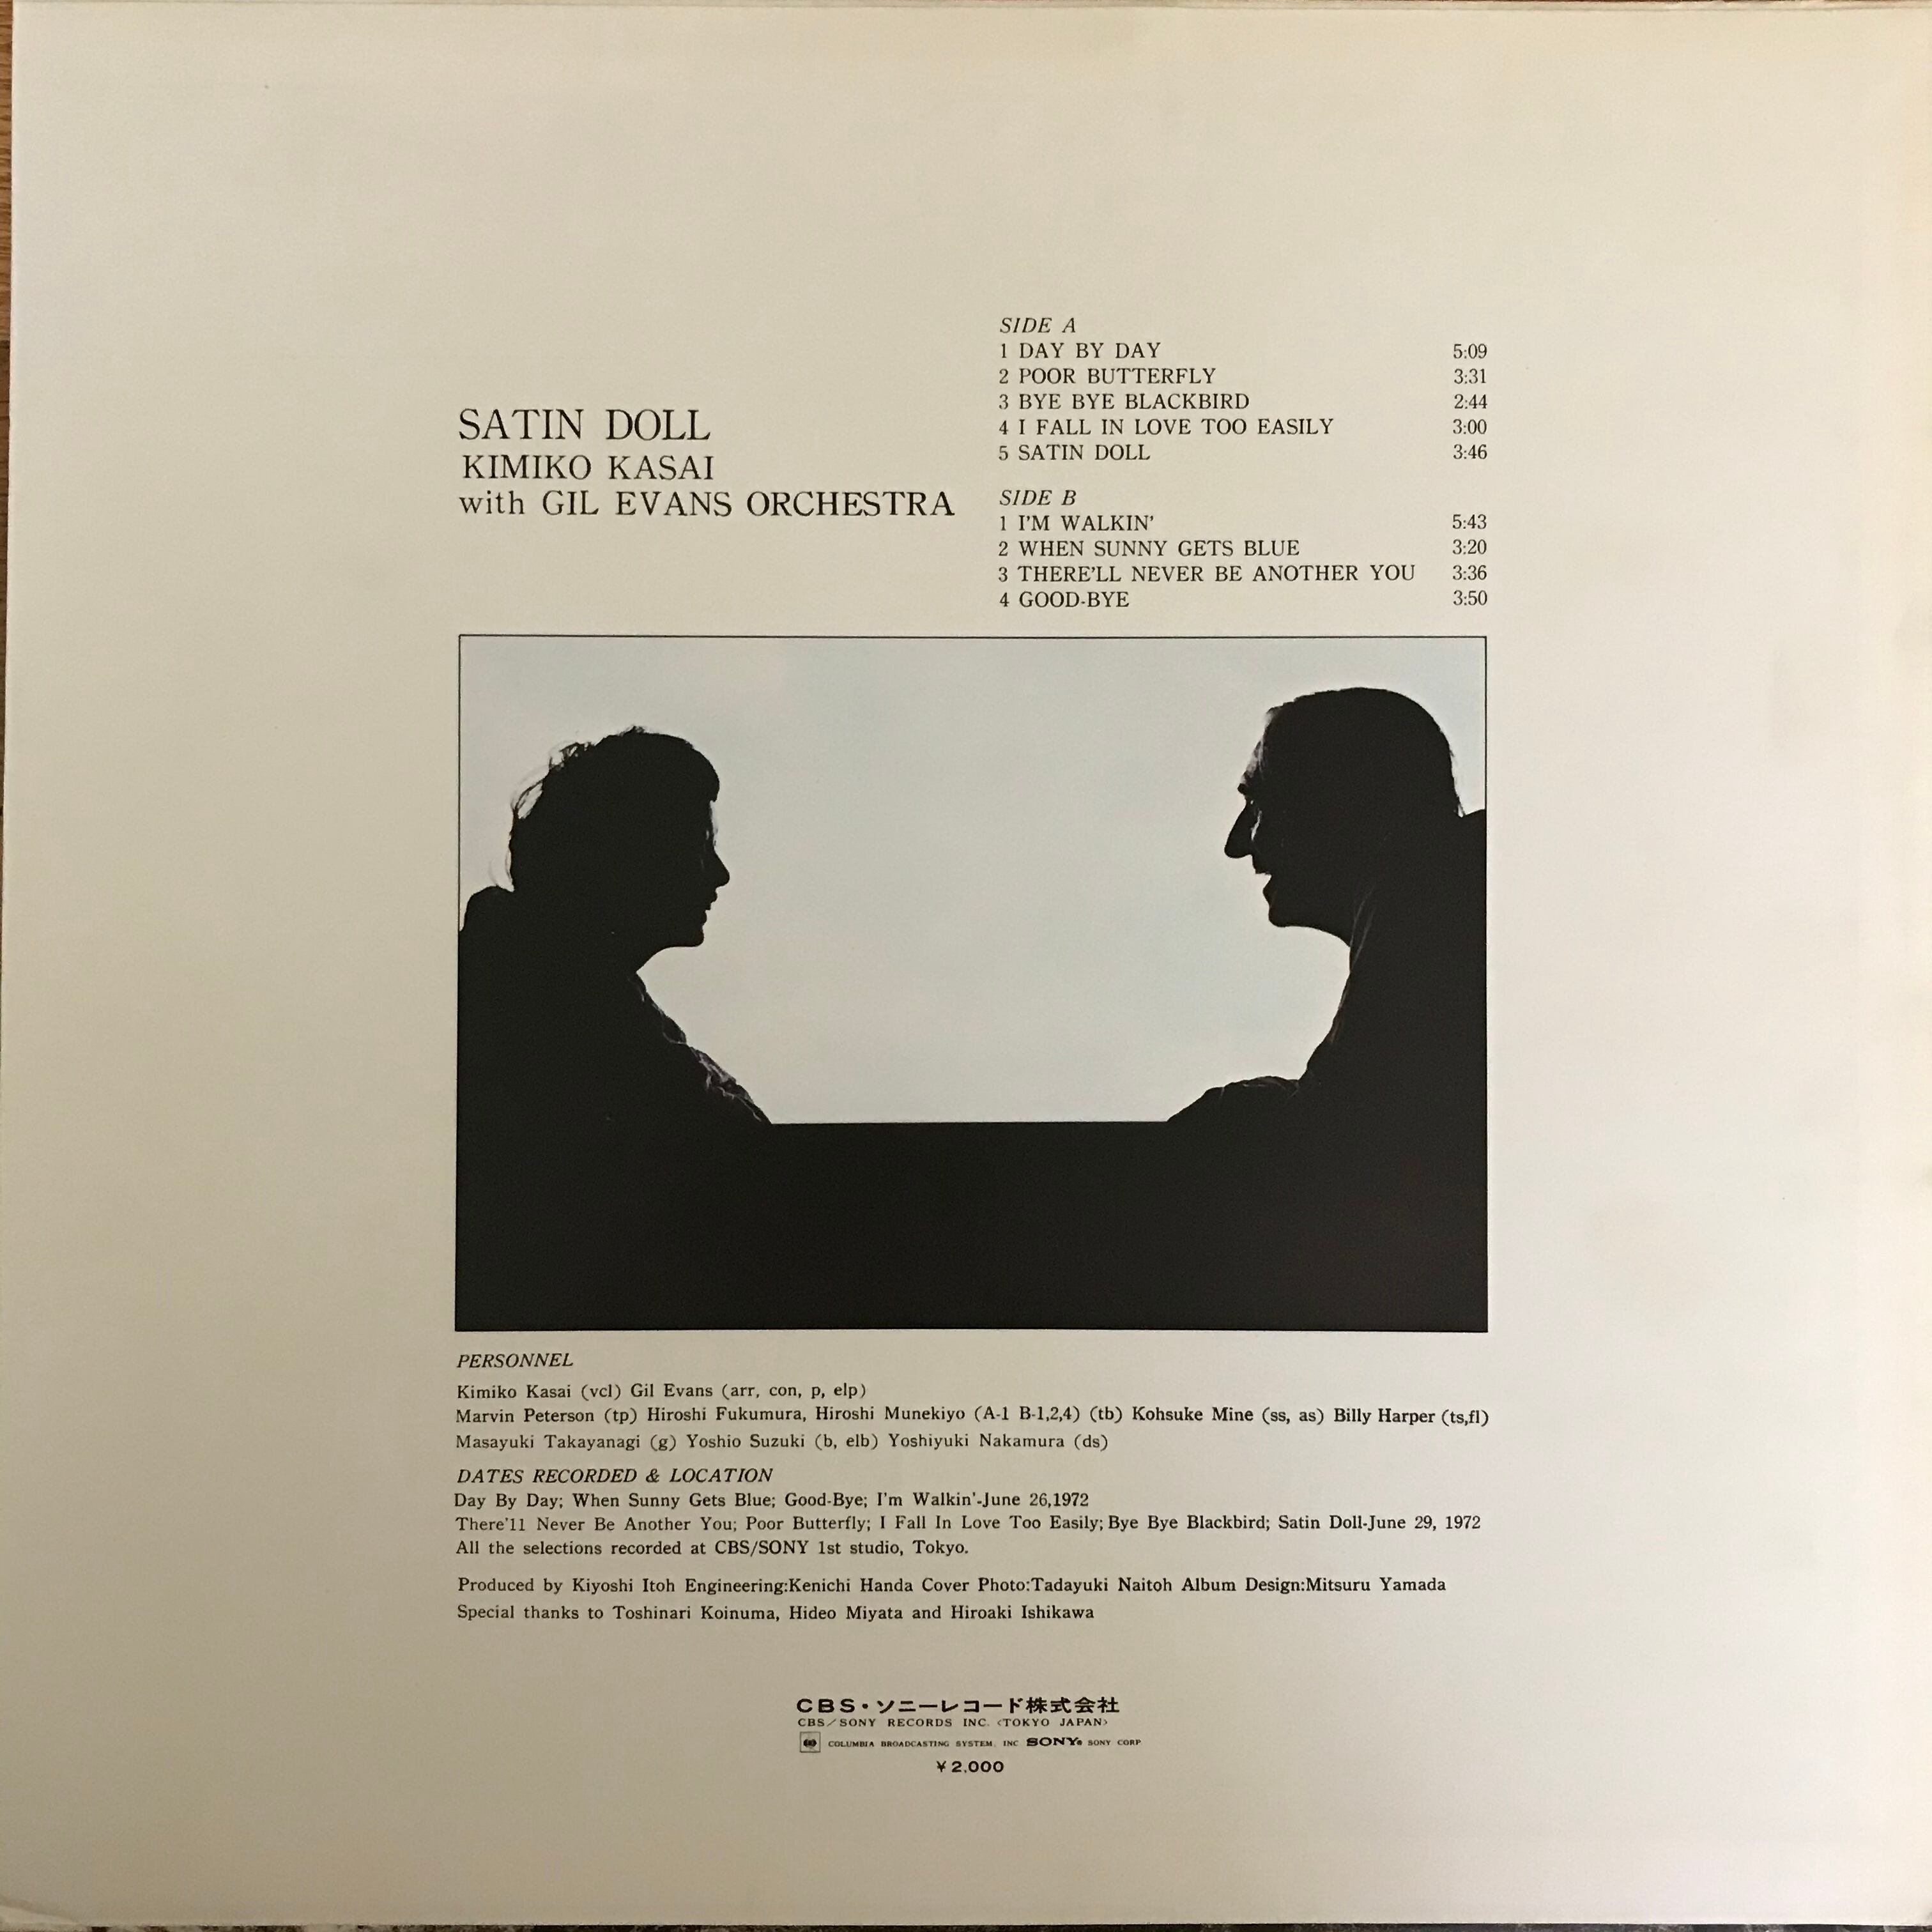 SATIN DOLL
KIMIKO KASAI
with GIL EVANS ORCHESTRA
SIDE A
1 DAY BY DAY 5:09
2 POOR BUTTERFLY 3:31
3 BYE BYE BLACKBIRD 2:44
4 I FALL IN LOVE TOO EASILY 3:00
5 SATIN DOLL 3:46
SIDE B
1 I'M WALKIN' 5:43
2 WHEN SUNNY GETS BLUE 3:20
3 THERE'LL NEVER BE ANOTHER YOU 3:36
4 GOOD-BYE 3:50
PERSONNEL
Kimiko Kasai (vcl) Gil Evans (arr, con, p, elp)
Marvin Peterson (tp) Hiroshi Fukumura, Hiroshi Munekiyo (A-1 B-1,2,4) (tb) Kohsuke Mine (ss, as) Billy Harper (ts,fl)
Masayuki Takayanagi (g) Yoshio Suzuki (b, elb) Yoshiyuki Nakamura (ds)
DATES RECORDED & LOCATION
Day By Day; When Sunny Gets Blue; Good-Bye; I'm Walkin'-June 26,1972
There'11 Never Be Another You; Poor Butterfly; I Fall In Love Too Easily; Bye Bye Blackbird; Satin Doll-June 29, 1972
All the selections recorded at CBS/SONY 1st studio, Tokyo.
Produced by Kiyoshi Itoh Engineering:Kenichi Handa Cover Photo:Tadayuki Naitoh Album Design:Mitsuru Yamada
Special thanks to Toshinari Koinuma, Hideo Miyata and Hiroaki Ishikawa
CBS・ソニーレコード株式会社
CBS/SONY RECORDS INC. <TOKYO JAPAN>
COLUMBIA BROADCASTING SYSTEM, INC SONY® SONY CORP
¥2,000